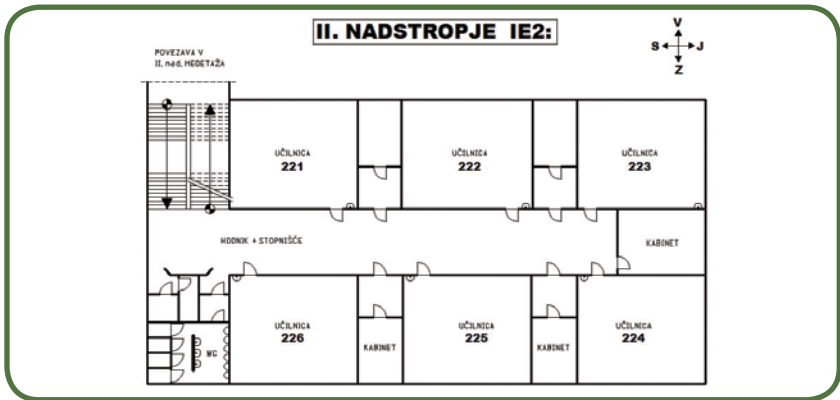 II. NADSTROPJE IE2:
V
S J
Z
POVEZAVA V
II. nad. MEDETAŽA
UČILNICA
221
UČILNICA
222
UČILNICA
223
HODNIK + STOPNIŠČE
KABINET
UČILNICA
226
KABINET
UČILNICA
225
KABINET
UČILNICA
224
WC